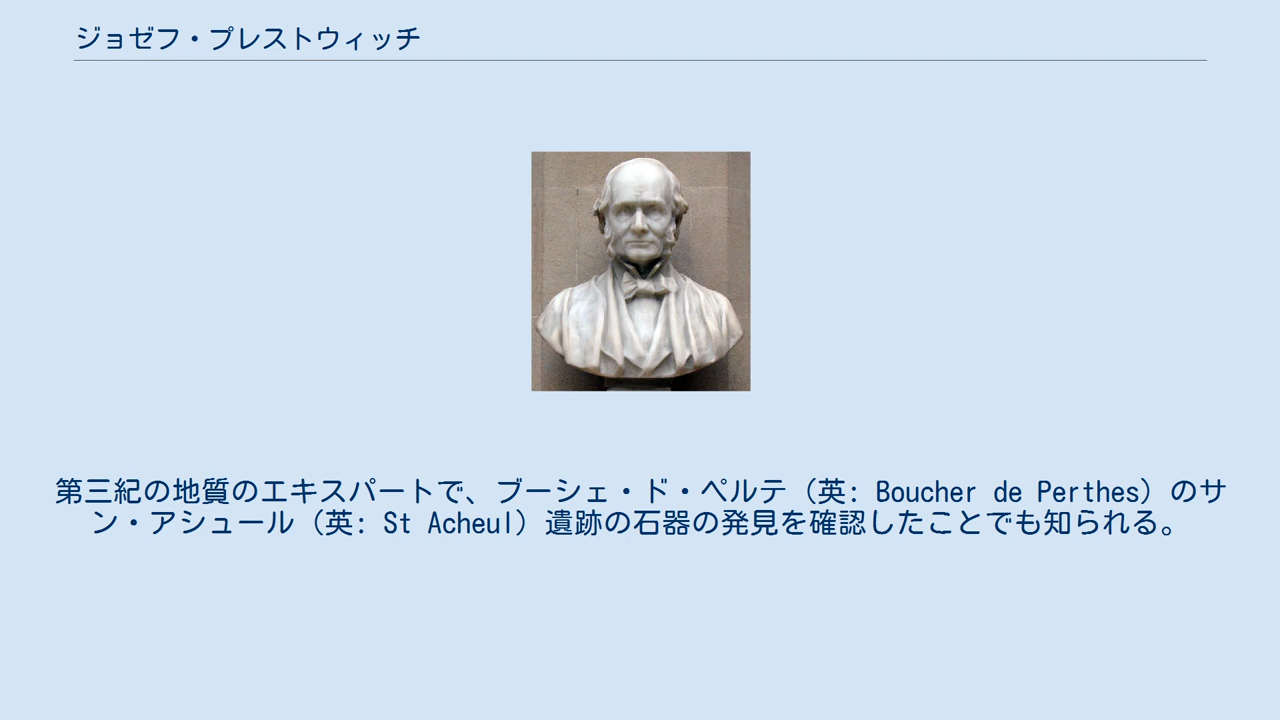 ジョゼフ・プレストウィッチ
第三紀の地質のエキスパートで、ブーシェ・ド・ペルテ（英: Boucher de Perthes）のサ
ン・アシュール（英: St Acheul）遺跡の石器の発見を確認したことでも知られる。